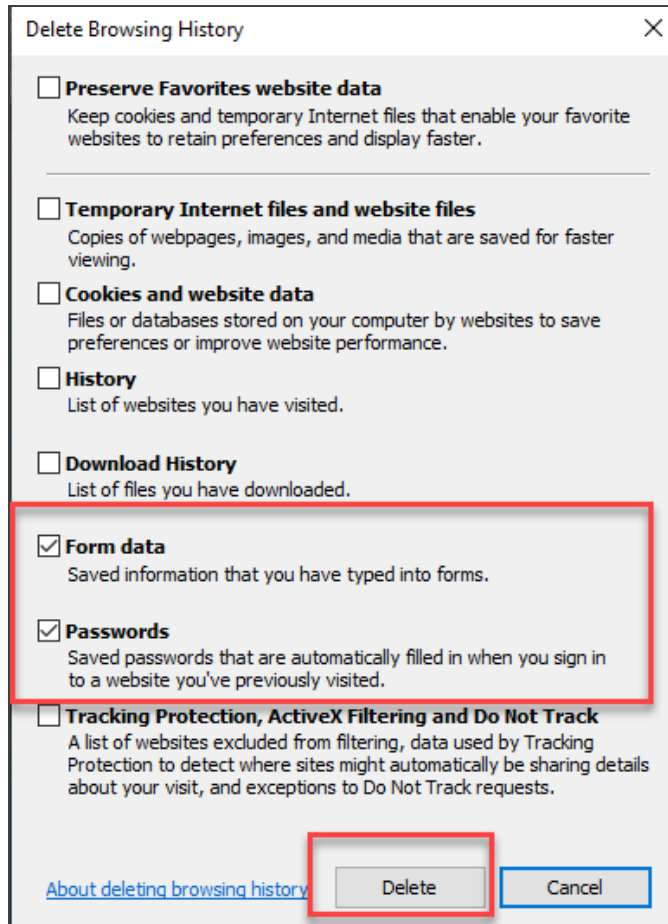 Delete Browsing History
Preserve Favorites website data
Keep cookies and temporary Internet files that enable your favorite
websites to retain preferences and display faster.
Temporary Internet files and website files
Copies of webpages, images, and media that are saved for faster
viewing.
Cookies and website data
Files or databases stored on your computer by websites to save
preferences or improve website performance.
History
List of websites you have visited.
Download History
List of files you have downloaded.
Form data
Saved information that you have typed into forms.
Passwords
Saved passwords that are automatically filled in when you sign in
to a website you've previously visited.
Tracking Protection, ActiveX Filtering and Do Not Track
A list of websites excluded from filtering, data used by Tracking
Protection to detect where sites might automatically be sharing details
about your visit, and exceptions to Do Not Track requests.
About deleting browsing history
Delete
Cancel